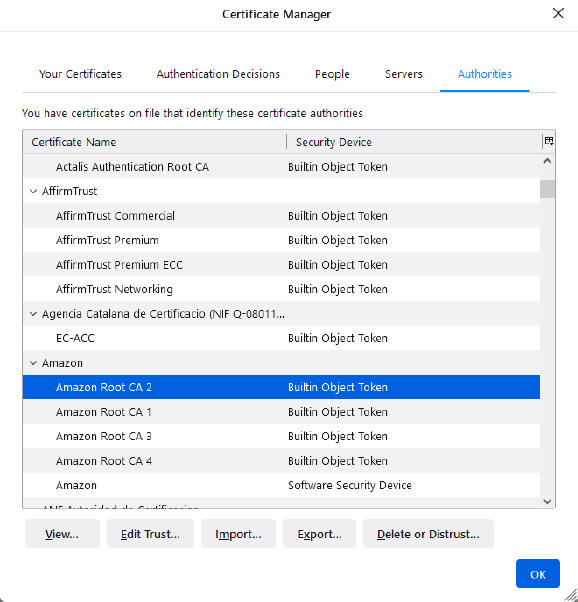 Certificate Manager
Your Certificates Authentication Decisions People Servers Authorities
You have certificates on file that identify these certificate authorities
Certificate Name Security Device
Actalis Authentication Root CA Builtin Object Token
AffirmTrust
AffirmTrust Commercial Builtin Object Token
AffirmTrust Premium Builtin Object Token
AffirmTrust Premium ECC Builtin Object Token
AffirmTrust Networking Builtin Object Token
Agencia Catalana de Certificacio (NIF Q-08011...
EC-ACC Builtin Object Token
Amazon
Amazon Root CA 2 Builtin Object Token
Amazon Root CA 1 Builtin Object Token
Amazon Root CA 3 Builtin Object Token
Amazon Root CA 4 Builtin Object Token
Amazon Software Security Device
ANF Autoridad de Certificacion
View... Edit Trust... Import... Export... Delete or Distrust...
OK